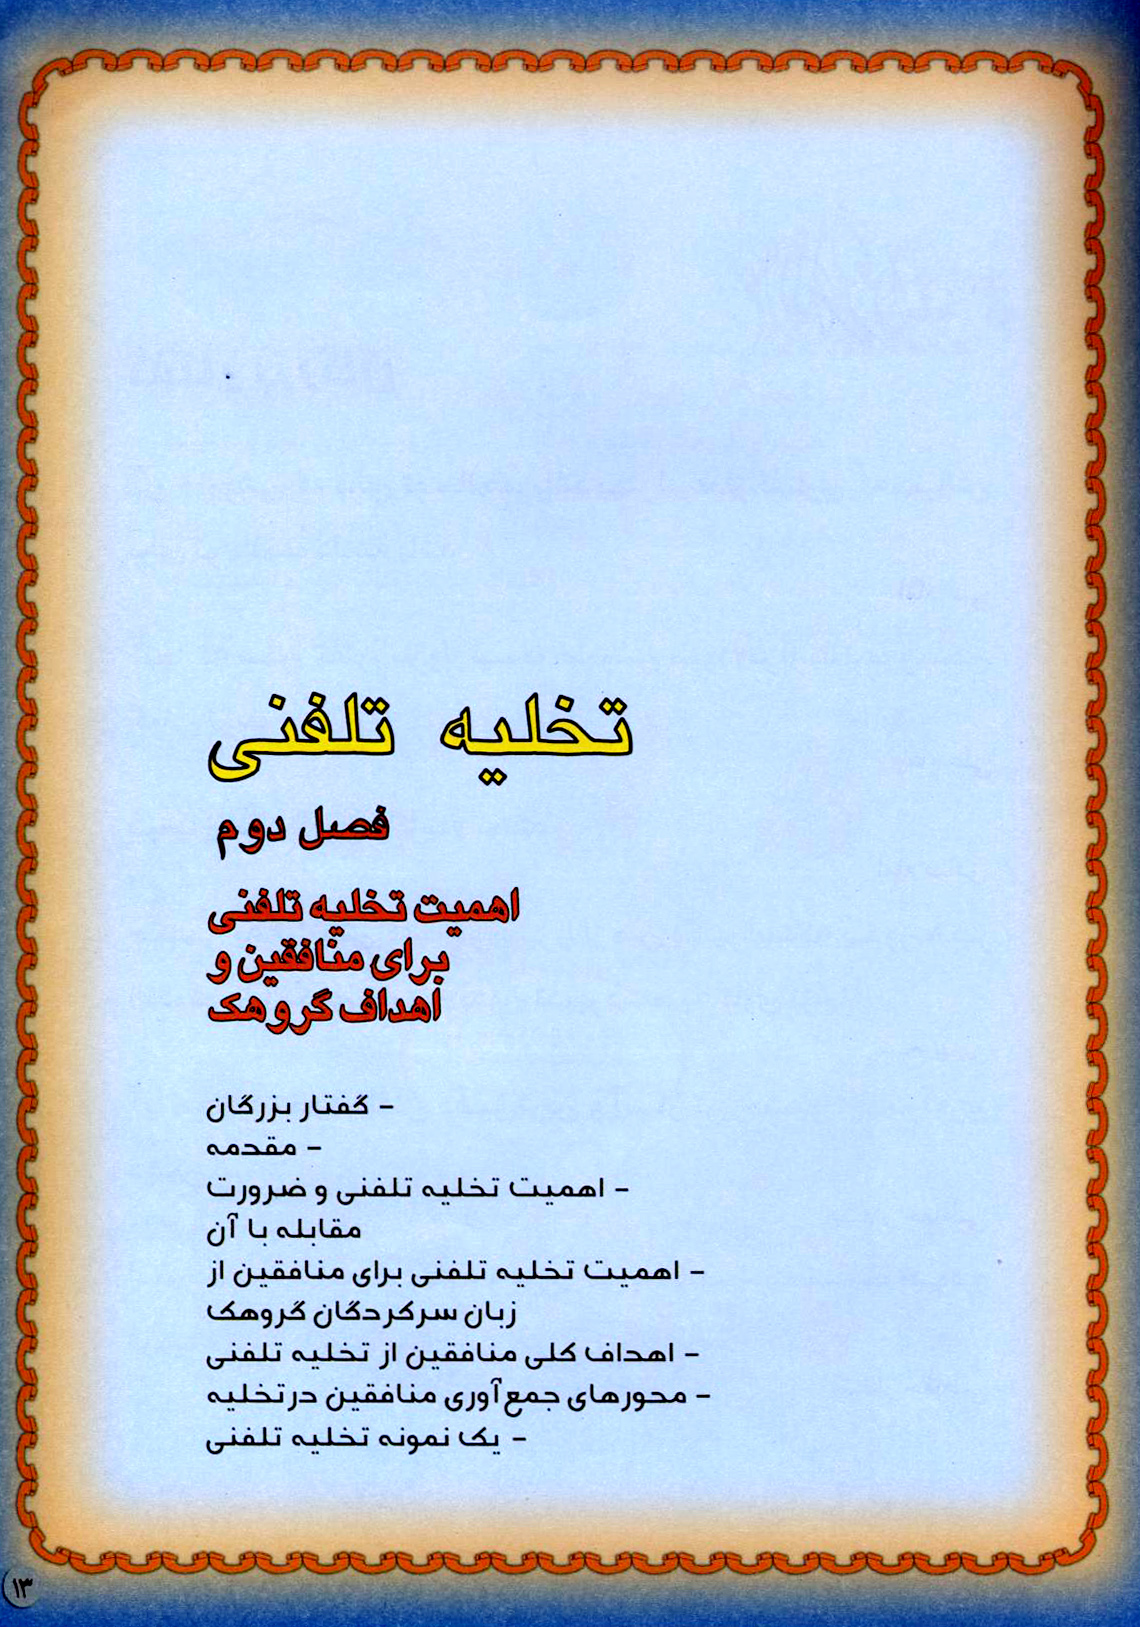 تخلیه تلفنی
فصل دوم
اهمیت تخلیه تلفنی
برای منافقین و
اهداف گروهک
- گفتار بزرگان
- مقدمه
- اهمیت تخلیه تلفنی و ضرورت
مقابله با آن
- اهمیت تخلیه تلفنی برای منافقین از
زبان سرکردگان گروهک
- اهداف کلی منافقین از تخلیه تلفنی
- محورهای جمع‌آوری منافقین درتخلیه
- یک نمونه تخلیه تلفنی
۱۳